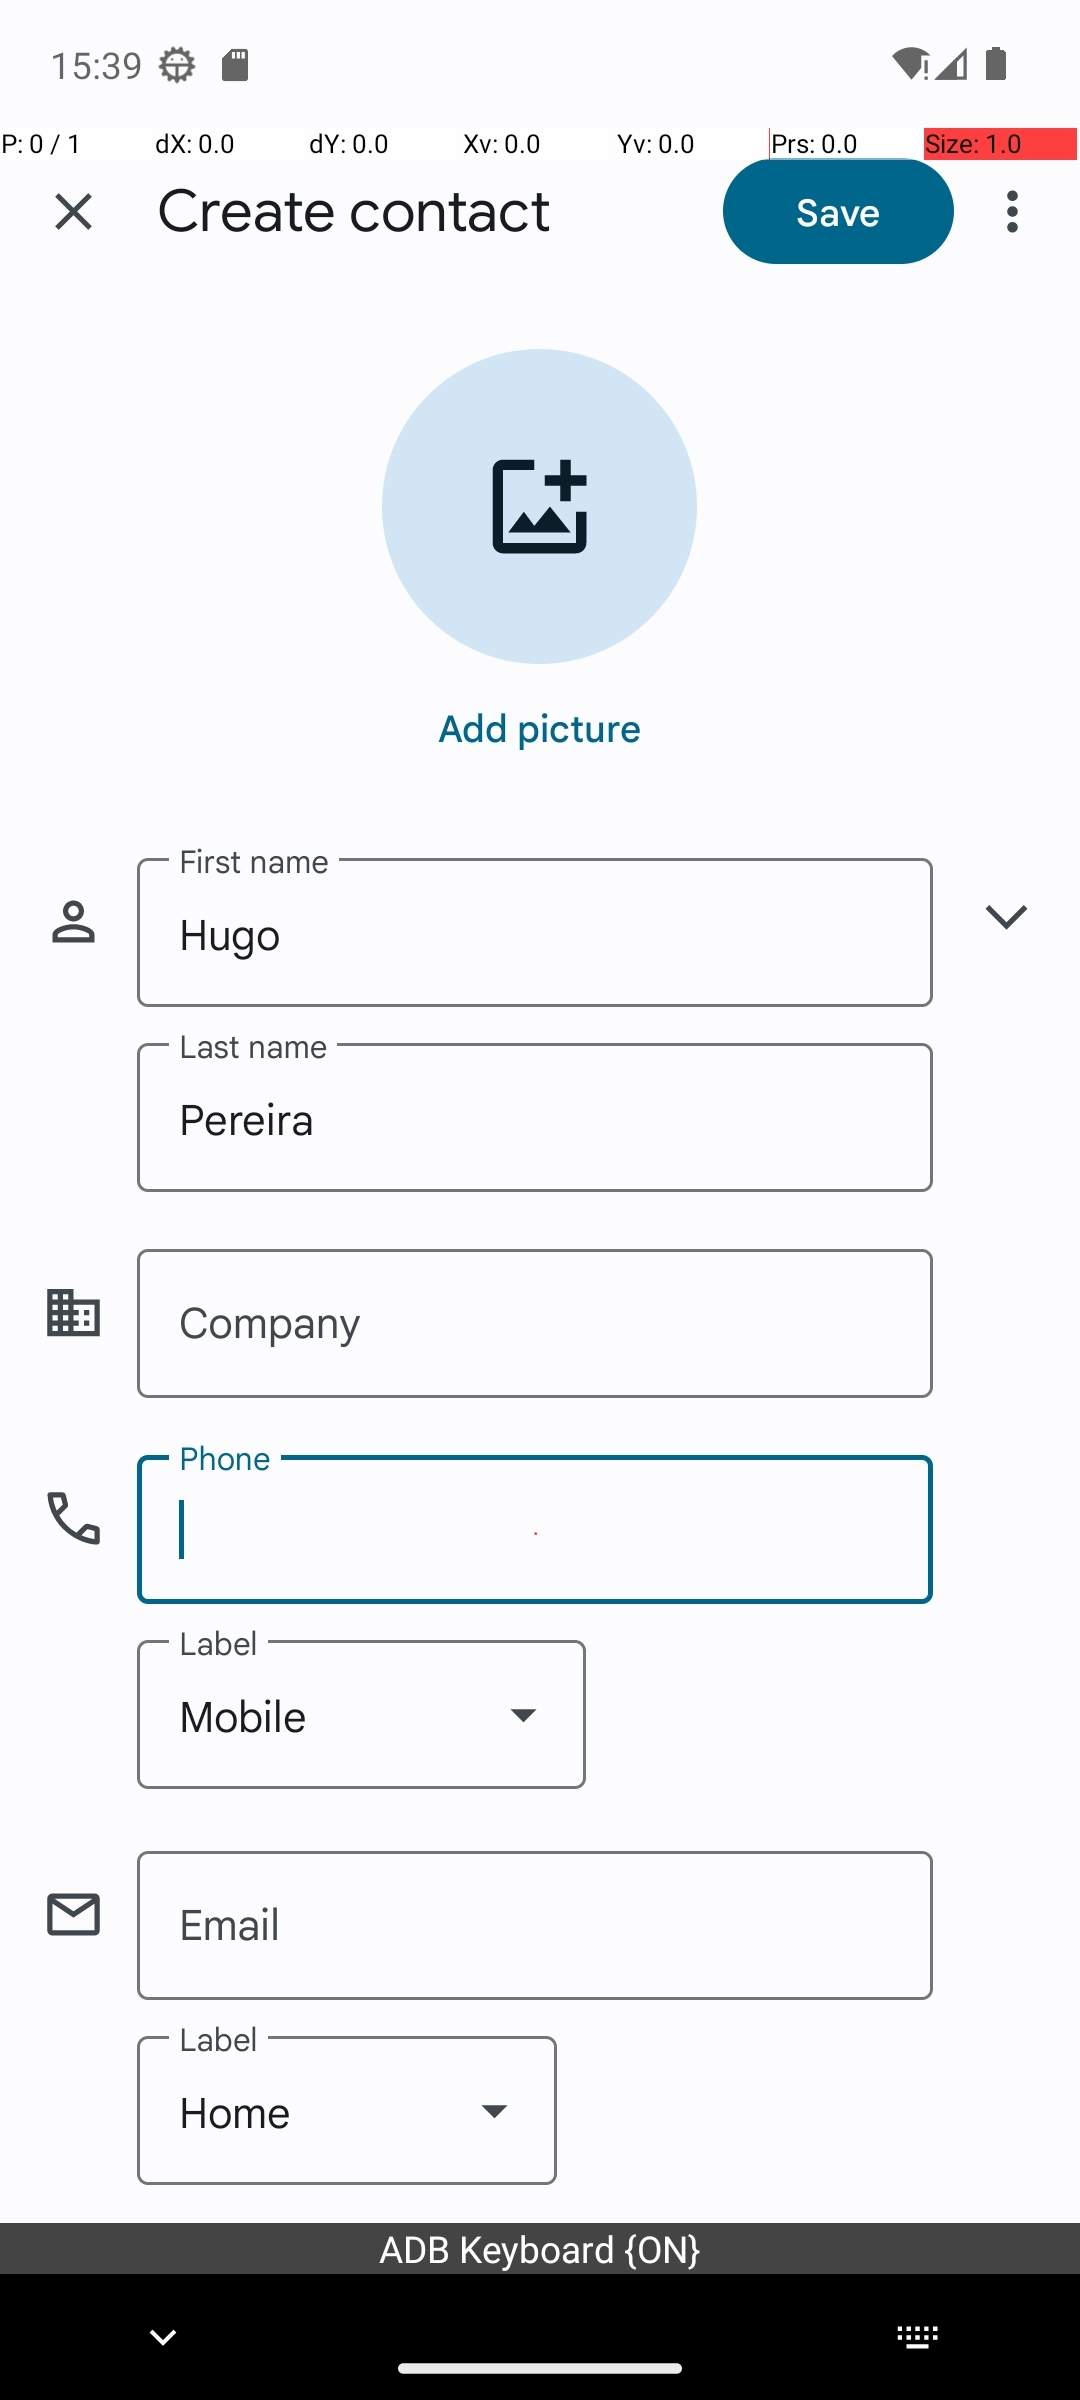 15:39
P: 0 / 1 dX: 0.0 dY: 0.0 Xv: 0.0 Yv: 0.0 Prs: 0.0 Size: 1.0
Create contact Save
Add picture
First name
Hugo
Last name
Pereira
Company
Phone
Label
Mobile
Email
Label
Home
ADB Keyboard {ON}